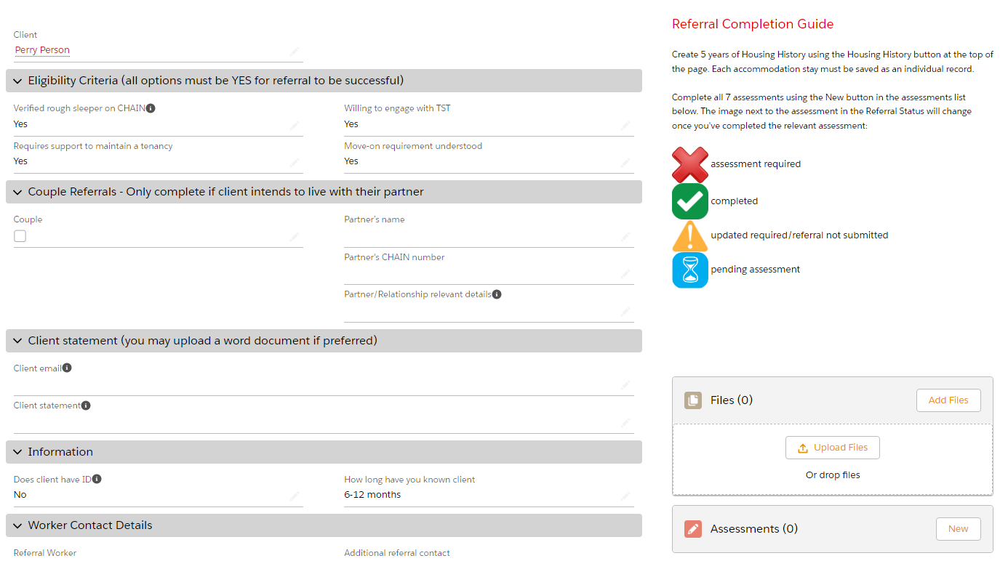 Client
Perry Person
Eligibility Criteria (all options must be YES for referral to be successful)
Verified rough sleeper on CHAIN
Yes
Willing to engage with TST
Yes
Requires support to maintain a tenancy
Yes
Move-on requirement understood
Yes
Couple Referrals - Only complete if client intends to live with their partner
Couple
Partner's name
Partner's CHAIN number
Partner/Relationship relevant details
Client statement (you may upload a word document if preferred)
Client email
Client statement
Information
Does client have ID
No
How long have you known client
6-12 months
Worker Contact Details
Referral Worker
Additional referral contact
Referral Completion Guide
Create 5 years of Housing History using the Housing History button at the top of
the page. Each accommodation stay must be saved as an individual record.
Complete all 7 assessments using the New button in the assessments list
below. The image next to the assessment in the Referral Status will change
once you've completed the relevant assessment:
assessment required
completed
updated required/referral not submitted
pending assessment
Files (0)
Add Files
Upload Files
Or drop files
Assessments (0)
New